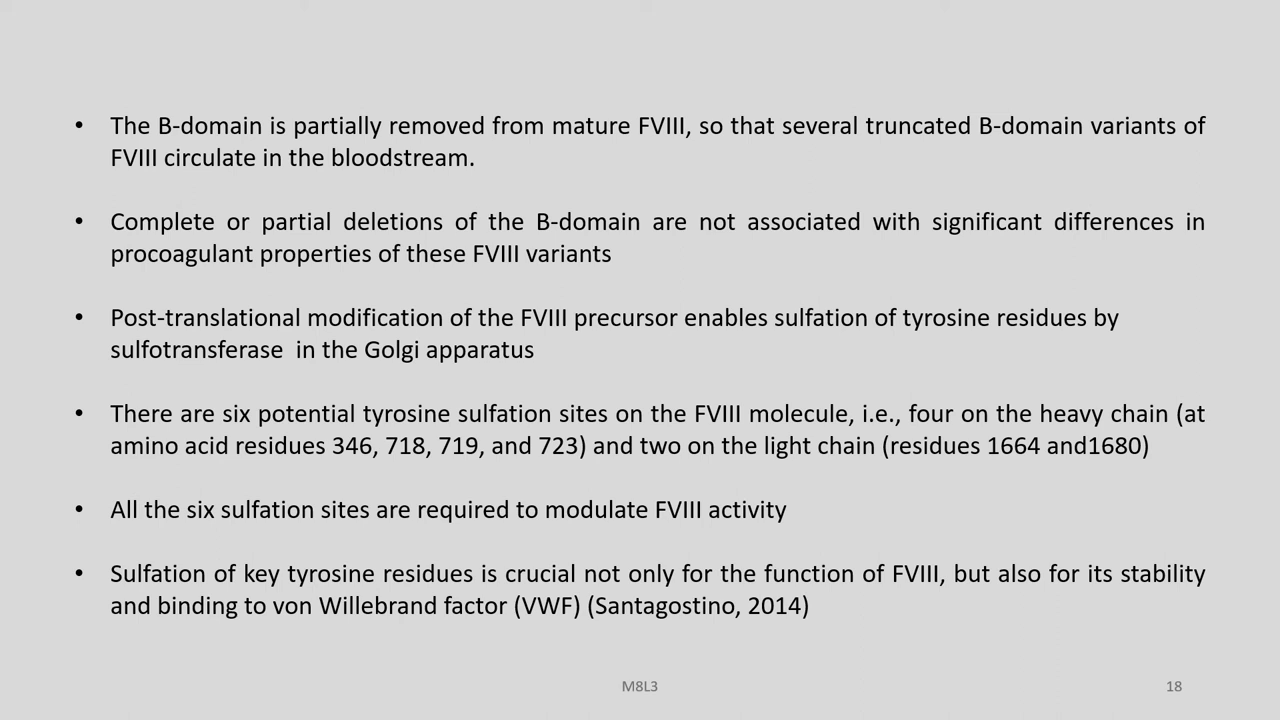 • The B-domain is partially removed from mature FVIII, so that several truncated B-domain variants of
FVIII circulate in the bloodstream.
• Complete or partial deletions of the B-domain are not associated with significant differences in
procoagulant properties of these FVIII variants
• Post-translational modification of the FVIII precursor enables sulfation of tyrosine residues by
sulfotransferase  in the Golgi apparatus
• There are six potential tyrosine sulfation sites on the FVIII molecule, i.e., four on the heavy chain (at
amino acid residues 346, 718, 719, and 723) and two on the light chain (residues 1664 and1680)
• All the six sulfation sites are required to modulate FVIII activity
• Sulfation of key tyrosine residues is crucial not only for the function of FVIII, but also for its stability
and binding to von Willebrand factor (VWF) (Santagostino, 2014)
M8L3
18